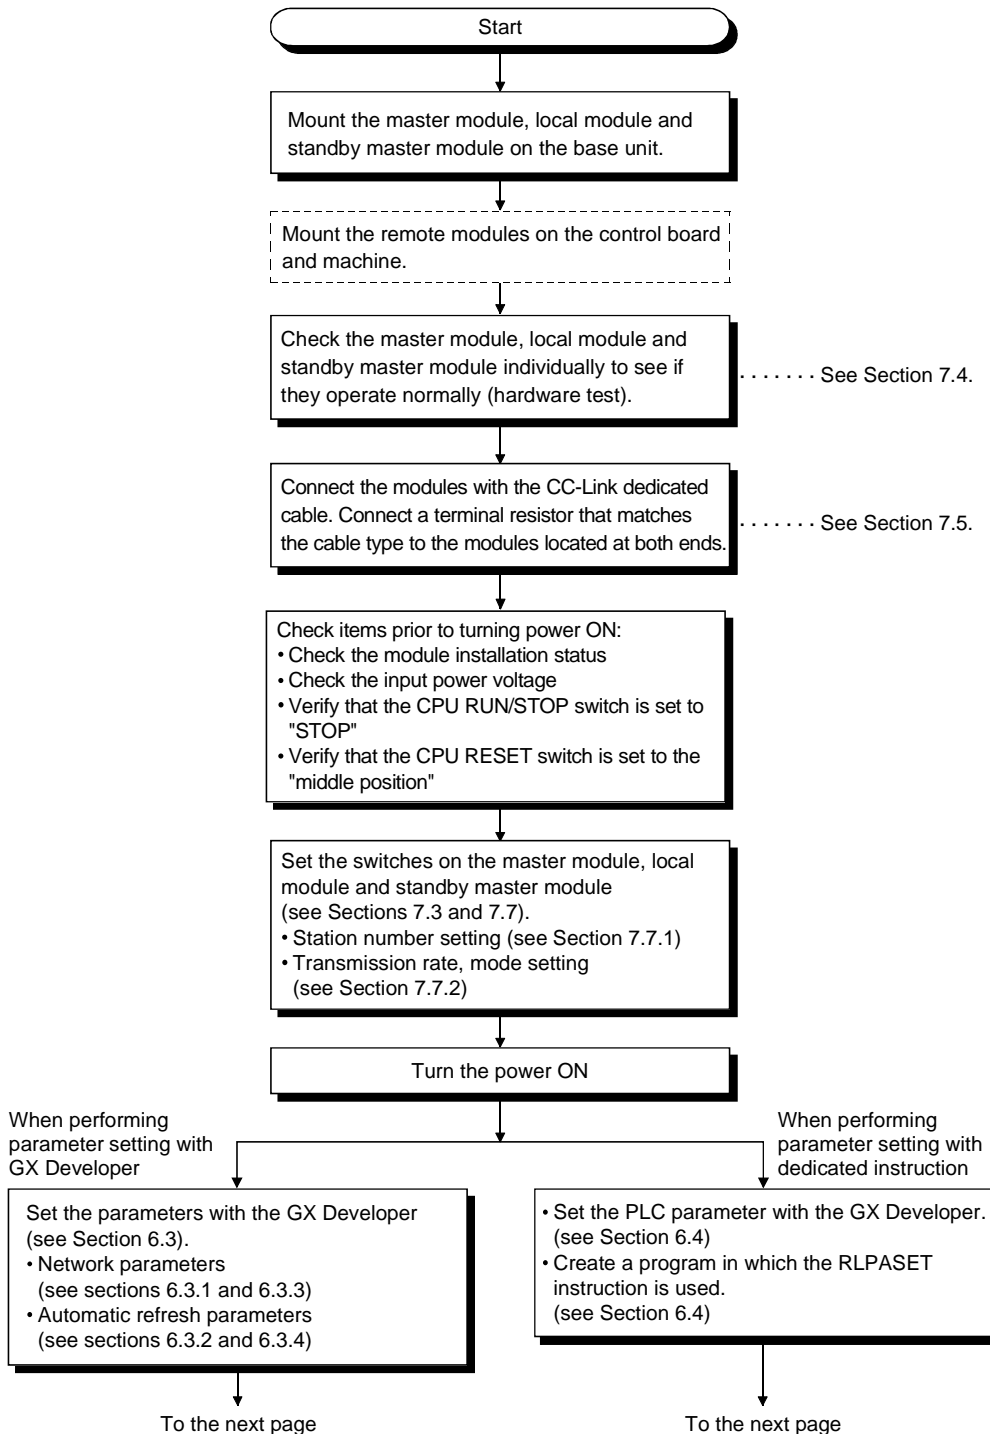 Start
Mount the master module, local module and
standby master module on the base unit.
Mount the remote modules on the control board
and machine.
Check the master module, local module and
standby master module individually to see if
they operate normally (hardware test).
· · · · · · · See Section 7.4.
Connect the modules with the CC-Link dedicated
cable. Connect a terminal resistor that matches
the cable type to the modules located at both ends.
· · · · · · · See Section 7.5.
Check items prior to turning power ON:
• Check the module installation status
• Check the input power voltage
• Verify that the CPU RUN/STOP switch is set to
"STOP"
• Verify that the CPU RESET switch is set to the
"middle position"
Set the switches on the master module, local
module and standby master module
(see Sections 7.3 and 7.7).
• Station number setting (see Section 7.7.1)
• Transmission rate, mode setting
(see Section 7.7.2)
Turn the power ON
When performing
parameter setting with
GX Developer
When performing
parameter setting with
dedicated instruction
Set the parameters with the GX Developer
(see Section 6.3).
• Network parameters
(see sections 6.3.1 and 6.3.3)
• Automatic refresh parameters
(see sections 6.3.2 and 6.3.4)
• Set the PLC parameter with the GX Developer.
(see Section 6.4)
• Create a program in which the RLPASET
instruction is used.
(see Section 6.4)
To the next page
To the next page